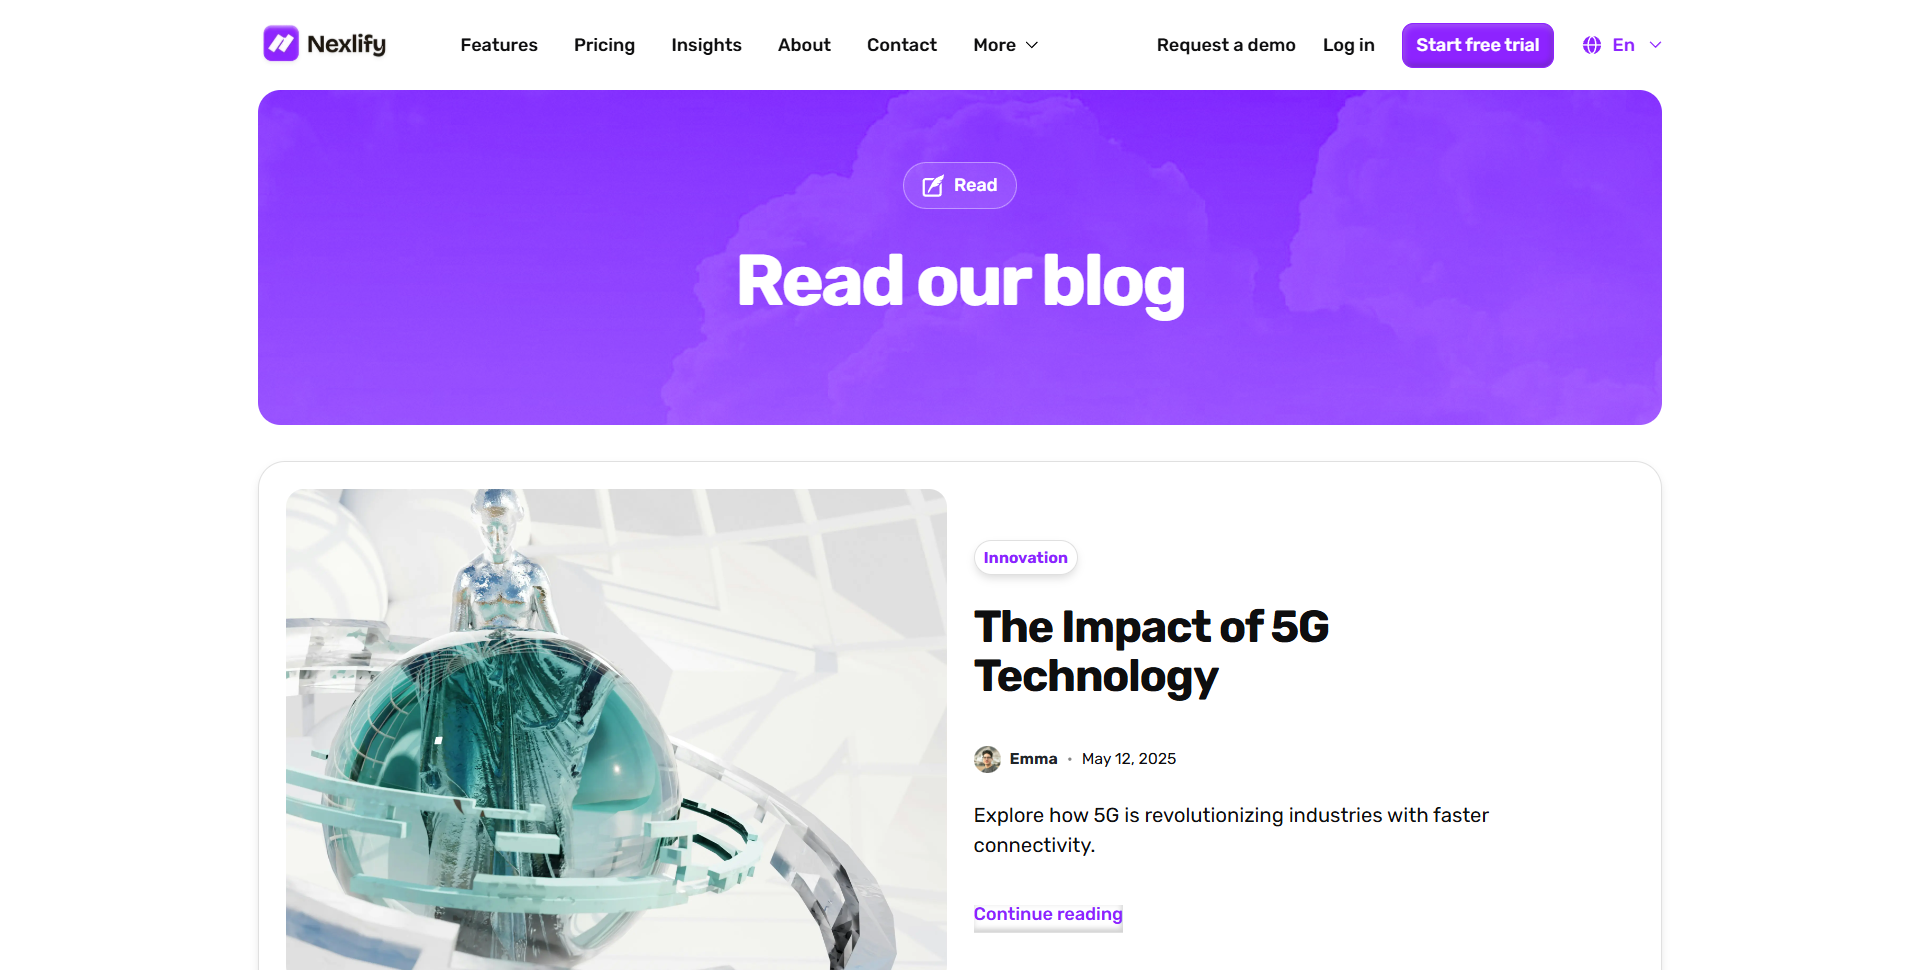 Nexlify
Features
Pricing
Insights
About
Contact
More
Request a demo
Log in
Start free trial
En
Read
Read our blog
Innovation
The Impact of 5G
Technology
Emma • May 12, 2025
Explore how 5G is revolutionizing industries with faster
connectivity.
Continue reading